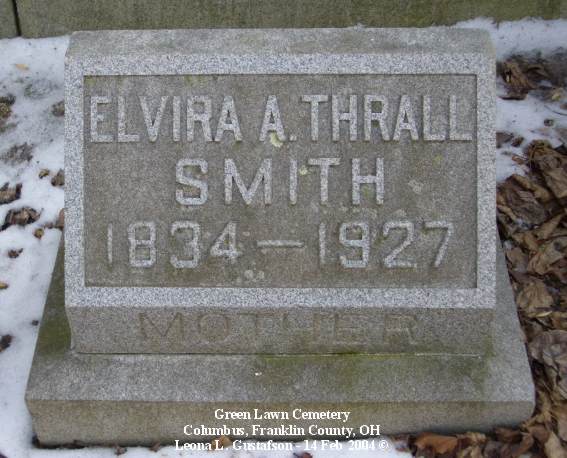 ELVIRA A. THRALL
SMITH
1834 — 1927
MOTHER
Green Lawn Cemetery
Columbus, Franklin County, OH
Leona L. Gustafson - 14 Feb 2004 ©